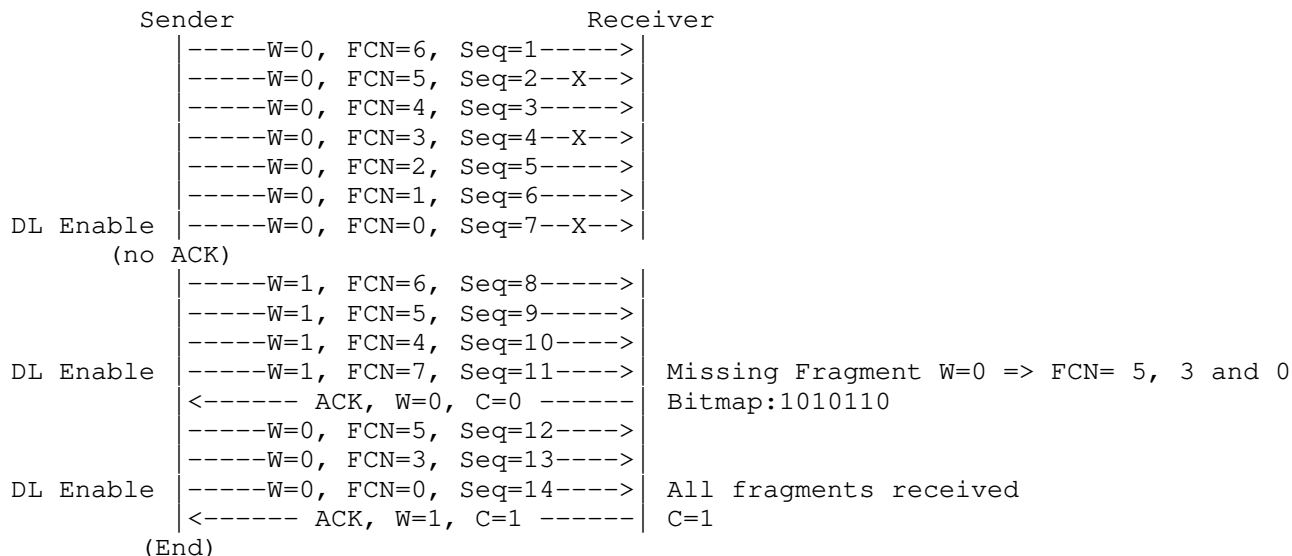 Sender Receiver
|-----W=0, FCN=6, Seq=1----->|
|-----W=0, FCN=5, Seq=2--X-->|
|-----W=0, FCN=4, Seq=3----->|
|-----W=0, FCN=3, Seq=4--X-->|
|-----W=0, FCN=2, Seq=5----->|
|-----W=0, FCN=1, Seq=6----->|
DL Enable |-----W=0, FCN=0, Seq=7--X-->|
(no ACK)
|-----W=1, FCN=6, Seq=8----->|
|-----W=1, FCN=5, Seq=9----->|
|-----W=1, FCN=4, Seq=10---->|
DL Enable |-----W=1, FCN=7, Seq=11---->| Missing Fragment W=0 => FCN= 5, 3 and 0
|<------ ACK, W=0, C=0 ------| Bitmap:1010110
|-----W=0, FCN=5, Seq=12---->|
|-----W=0, FCN=3, Seq=13---->|
DL Enable |-----W=0, FCN=0, Seq=14---->| All fragments received
|<------ ACK, W=1, C=1 ------| C=1
(End)